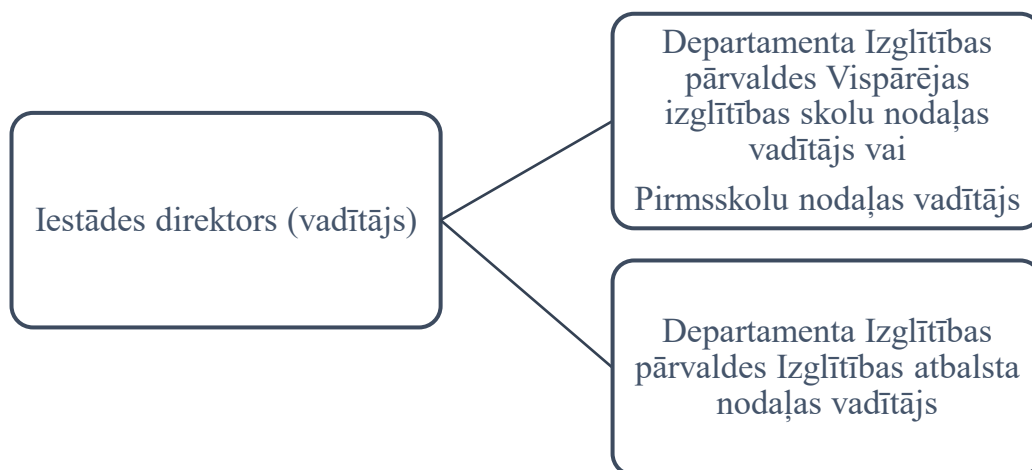 Iestādes direktors (vadītājs)
Departamenta Izglītības
pārvaldes Vispārējas
izglītības skolu nodaļas
vadītājs vai
Pirmsskolu nodaļas vadītājs
Departamenta Izglītības
pārvaldes Izglītības atbalsta
nodaļas vadītājs